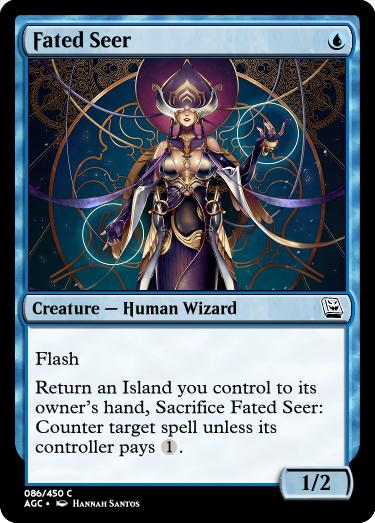 Fated Seer
Creature — Human Wizard
Flash
Return an Island you control to its
owner's hand, Sacrifice Fated Seer:
Counter target spell unless its
controller pays 1.
1/2
086/450 C
AGC • Hannah Santos